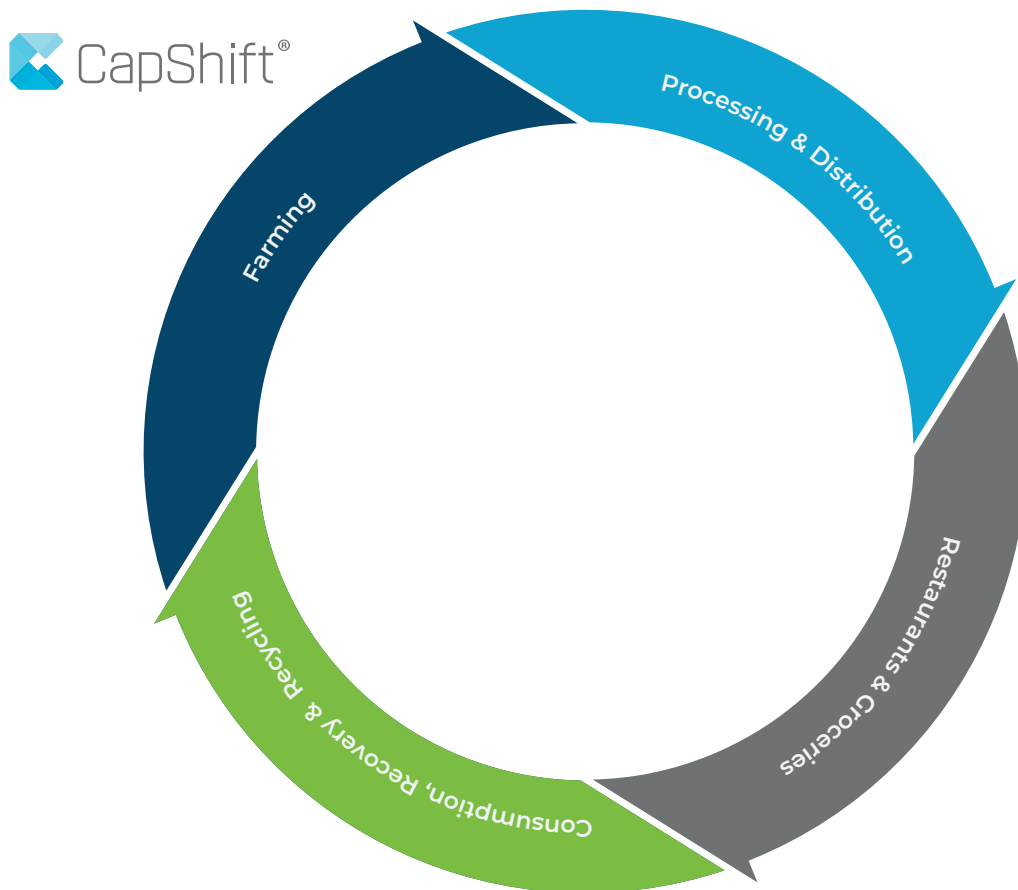 CapShift®
Processing & Distribution
Farming
Restaurants & Groceries
Consumption, Recovery & Recycling